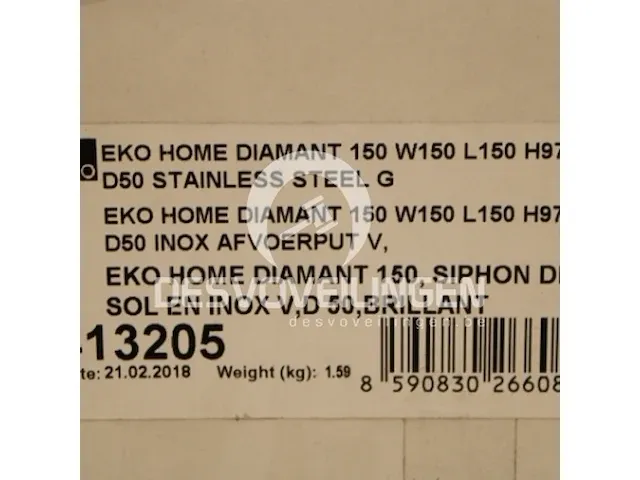 EKO HOME DIAMANT 150 W150 L150 H97
D50 STAINLESS STEEL G
EKO HOME DIAMANT 150 W150 L150 H97
D50 INOX AFVOERPUT V,
EKO HOME DIAMANT 150, SIPHON DE
SOL EN INOX V,D 50,BRILLANT
DESVOVEILINGEN
desvoveilingen.be
13205
te: 21.02.2018 Weight (kg): 1.59
8 590830 26608